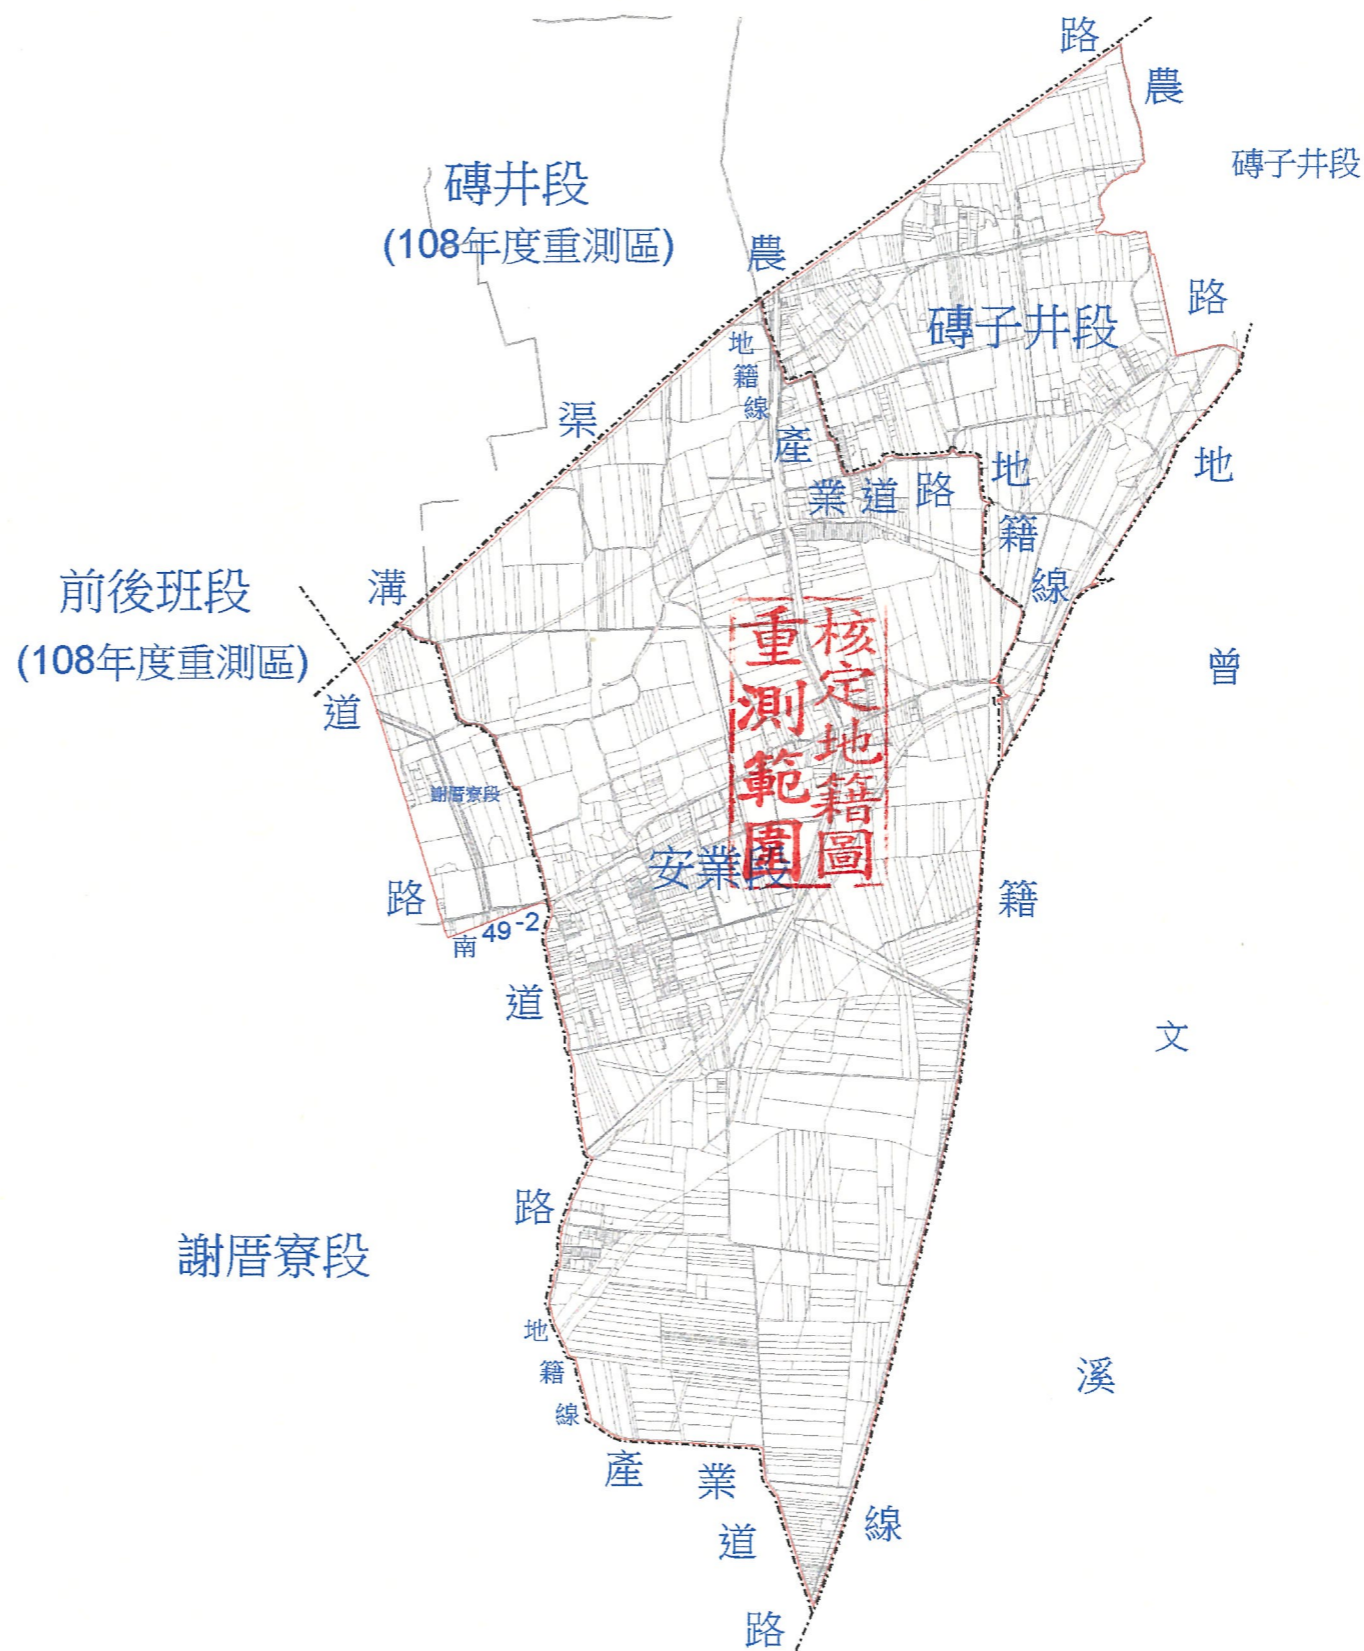 路
農
磚子井段
磚井段
(108年度重測區)
農
路
磚子井段
地
籍
線
渠
產
業道路
地
籍
線
地
前後班段
(108年度重測區)
溝
道
曾
核定地籍圖
重測範圍
謝厝寮段
安業段
路
南49-2
籍
道
文
路
謝厝寮段
地
籍
線
溪
產業
道
線
路